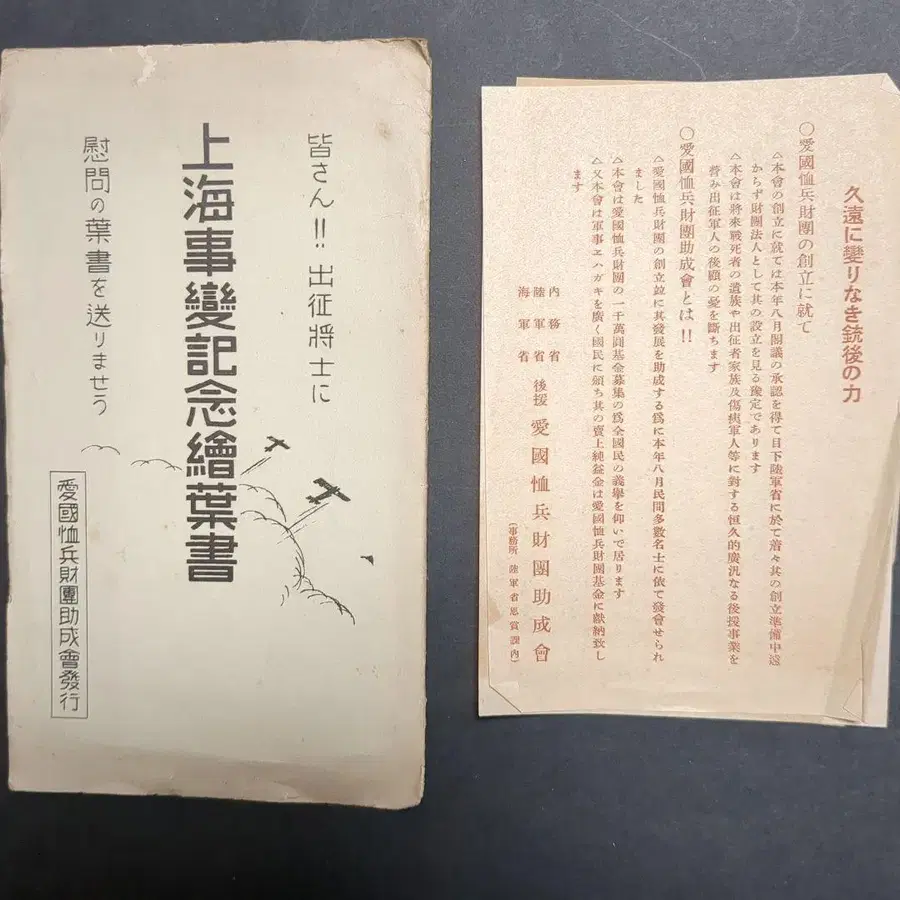 皆さん!!出征將士に
上海事變記念繪葉書
慰問の葉書を送りませう
愛國恤兵財團助成會發行
久遠に變りなき銃後の力
○愛國恤兵財團の創立に就て
△本會の創立に就ては本年八月閣議の承認を得て目下陸軍省に於て着々其の創立準備中遠
からず財團法人として其の設立を見る豫定であります
△本會は將來戰死者の遺族や出征者家族及傷痍軍人等に對する恒久的廣汎なる後援事業を
營み出征軍人の後顧の憂を斷ちます
○愛國恤兵財團助成會とは!!
△愛國恤兵財團の創立並に其發展を助成する爲に本年八月民間多數名士に依て發會せられ
ました
△本會は愛國恤兵財團の一千萬圓基金募集の爲全國民の義擧を仰いで居ります
△又本會は軍事エハガキを廣く國民に頒ち其の賣上純益金は愛國恤兵財團基金に獻納致し
ます
內務省
陸軍省
海軍省
後援
愛國恤兵財團助成會
(事務所 陸軍省恩賞課內)